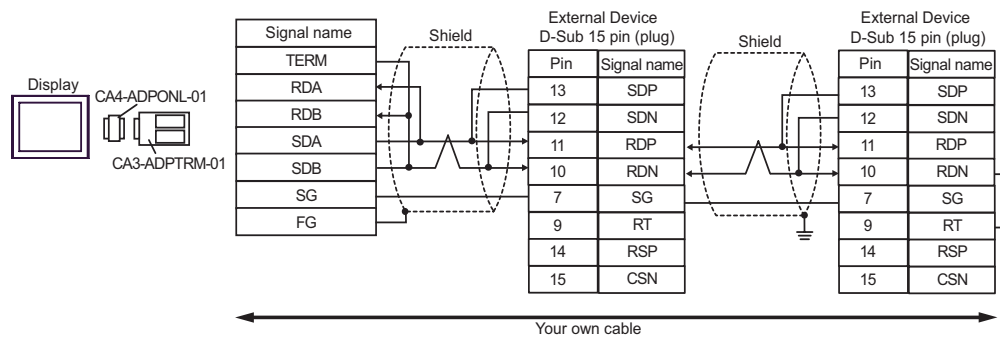 Display
CA4-ADPONL-01
CA3-ADPTRM-01
Signal name
TERM
RDA
RDB
SDA
SDB
SG
FG
Shield
External Device
D-Sub 15 pin (plug)
Pin Signal name
13 SDP
12 SDN
11 RDP
10 RDN
7 SG
9 RT
14 RSP
15 CSN
Shield
External Device
D-Sub 15 pin (plug)
Pin Signal name
13 SDP
12 SDN
11 RDP
10 RDN
7 SG
9 RT
14 RSP
15 CSN
Your own cable